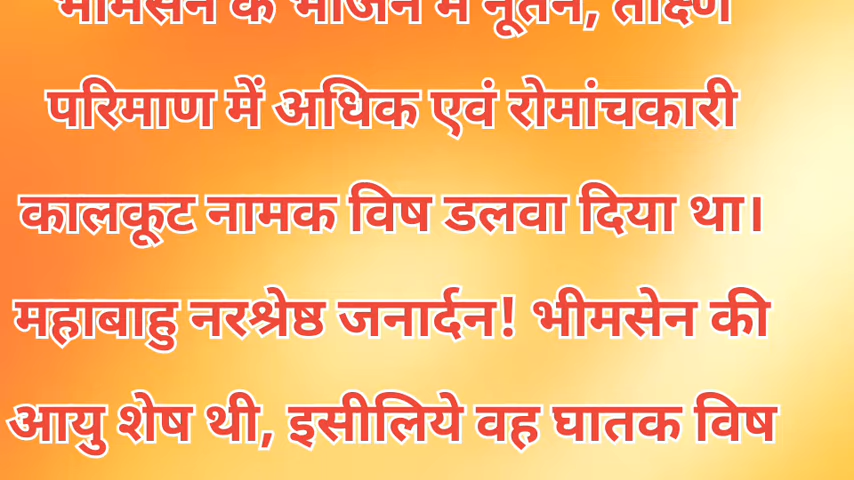 भीमसेन के भोजन में नूतन, तीक्ष्ण
परिमाण में अधिक एवं रोमांचकारी
कालकूट नामक विष डलवा दिया था।
महाबाहु नरश्रेष्ठ जनार्दन! भीमसेन की
आयु शेष थी, इसीलिये वह घातक विष